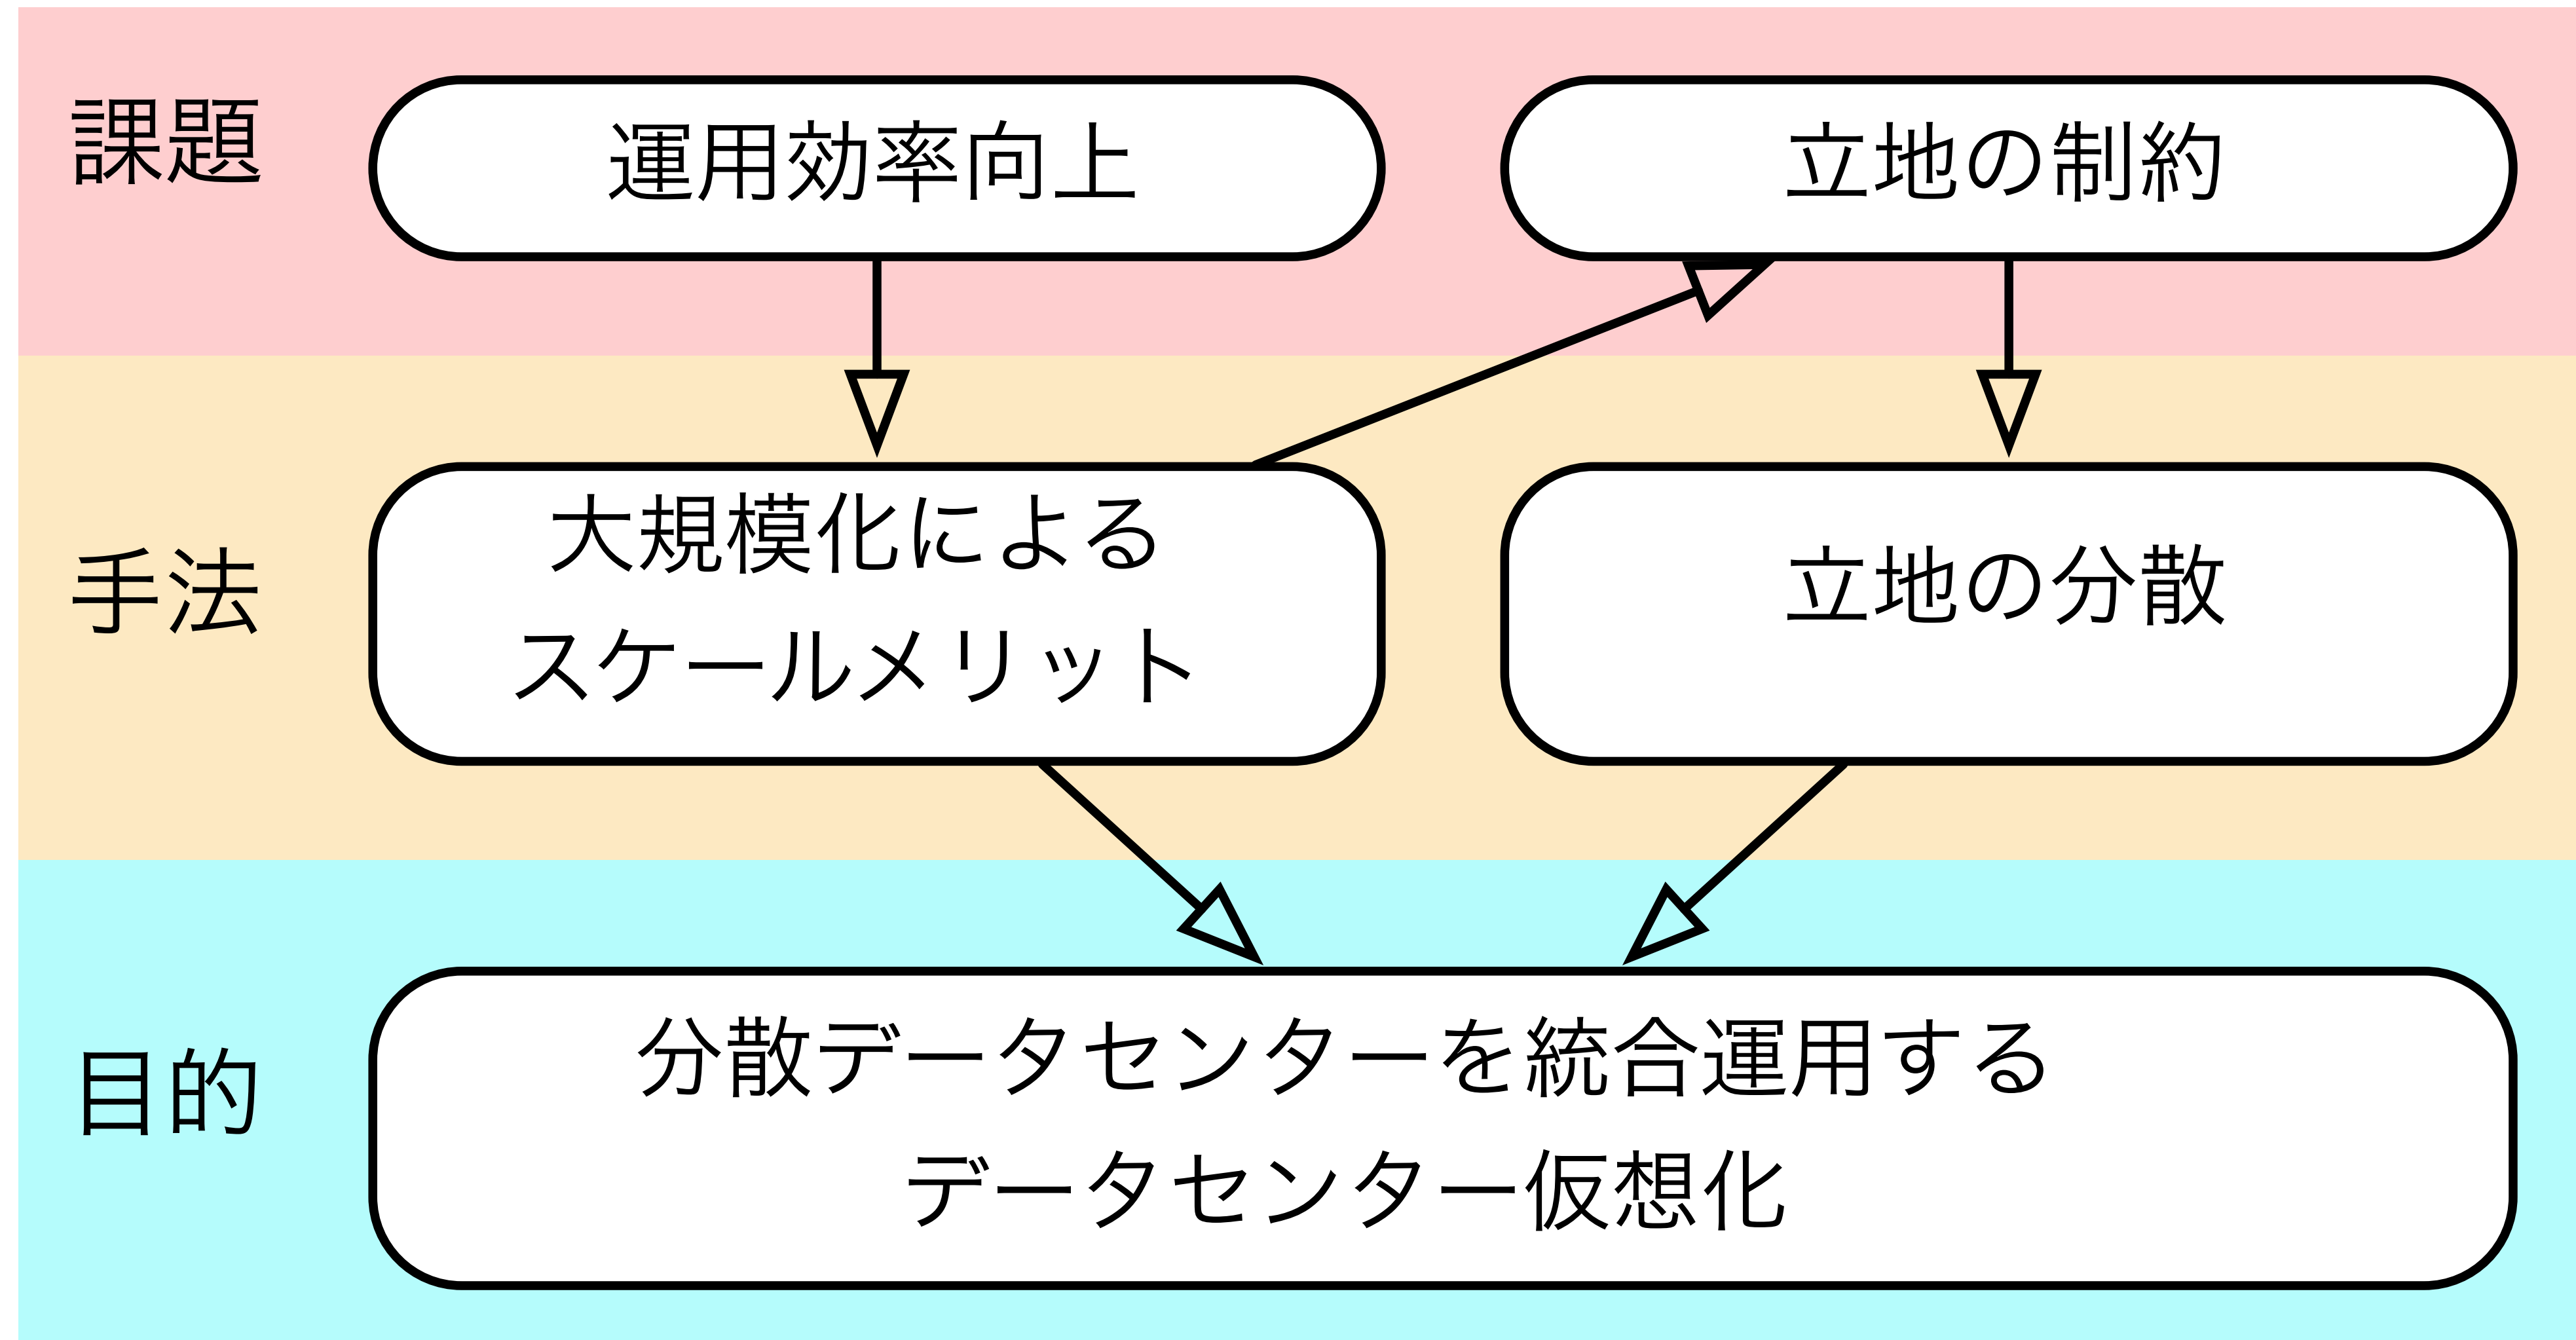 課題
運用効率向上
立地の制約
手法
大規模化による
スケールメリット
立地の分散
目的
分散データセンターを統合運用する
データセンター仮想化